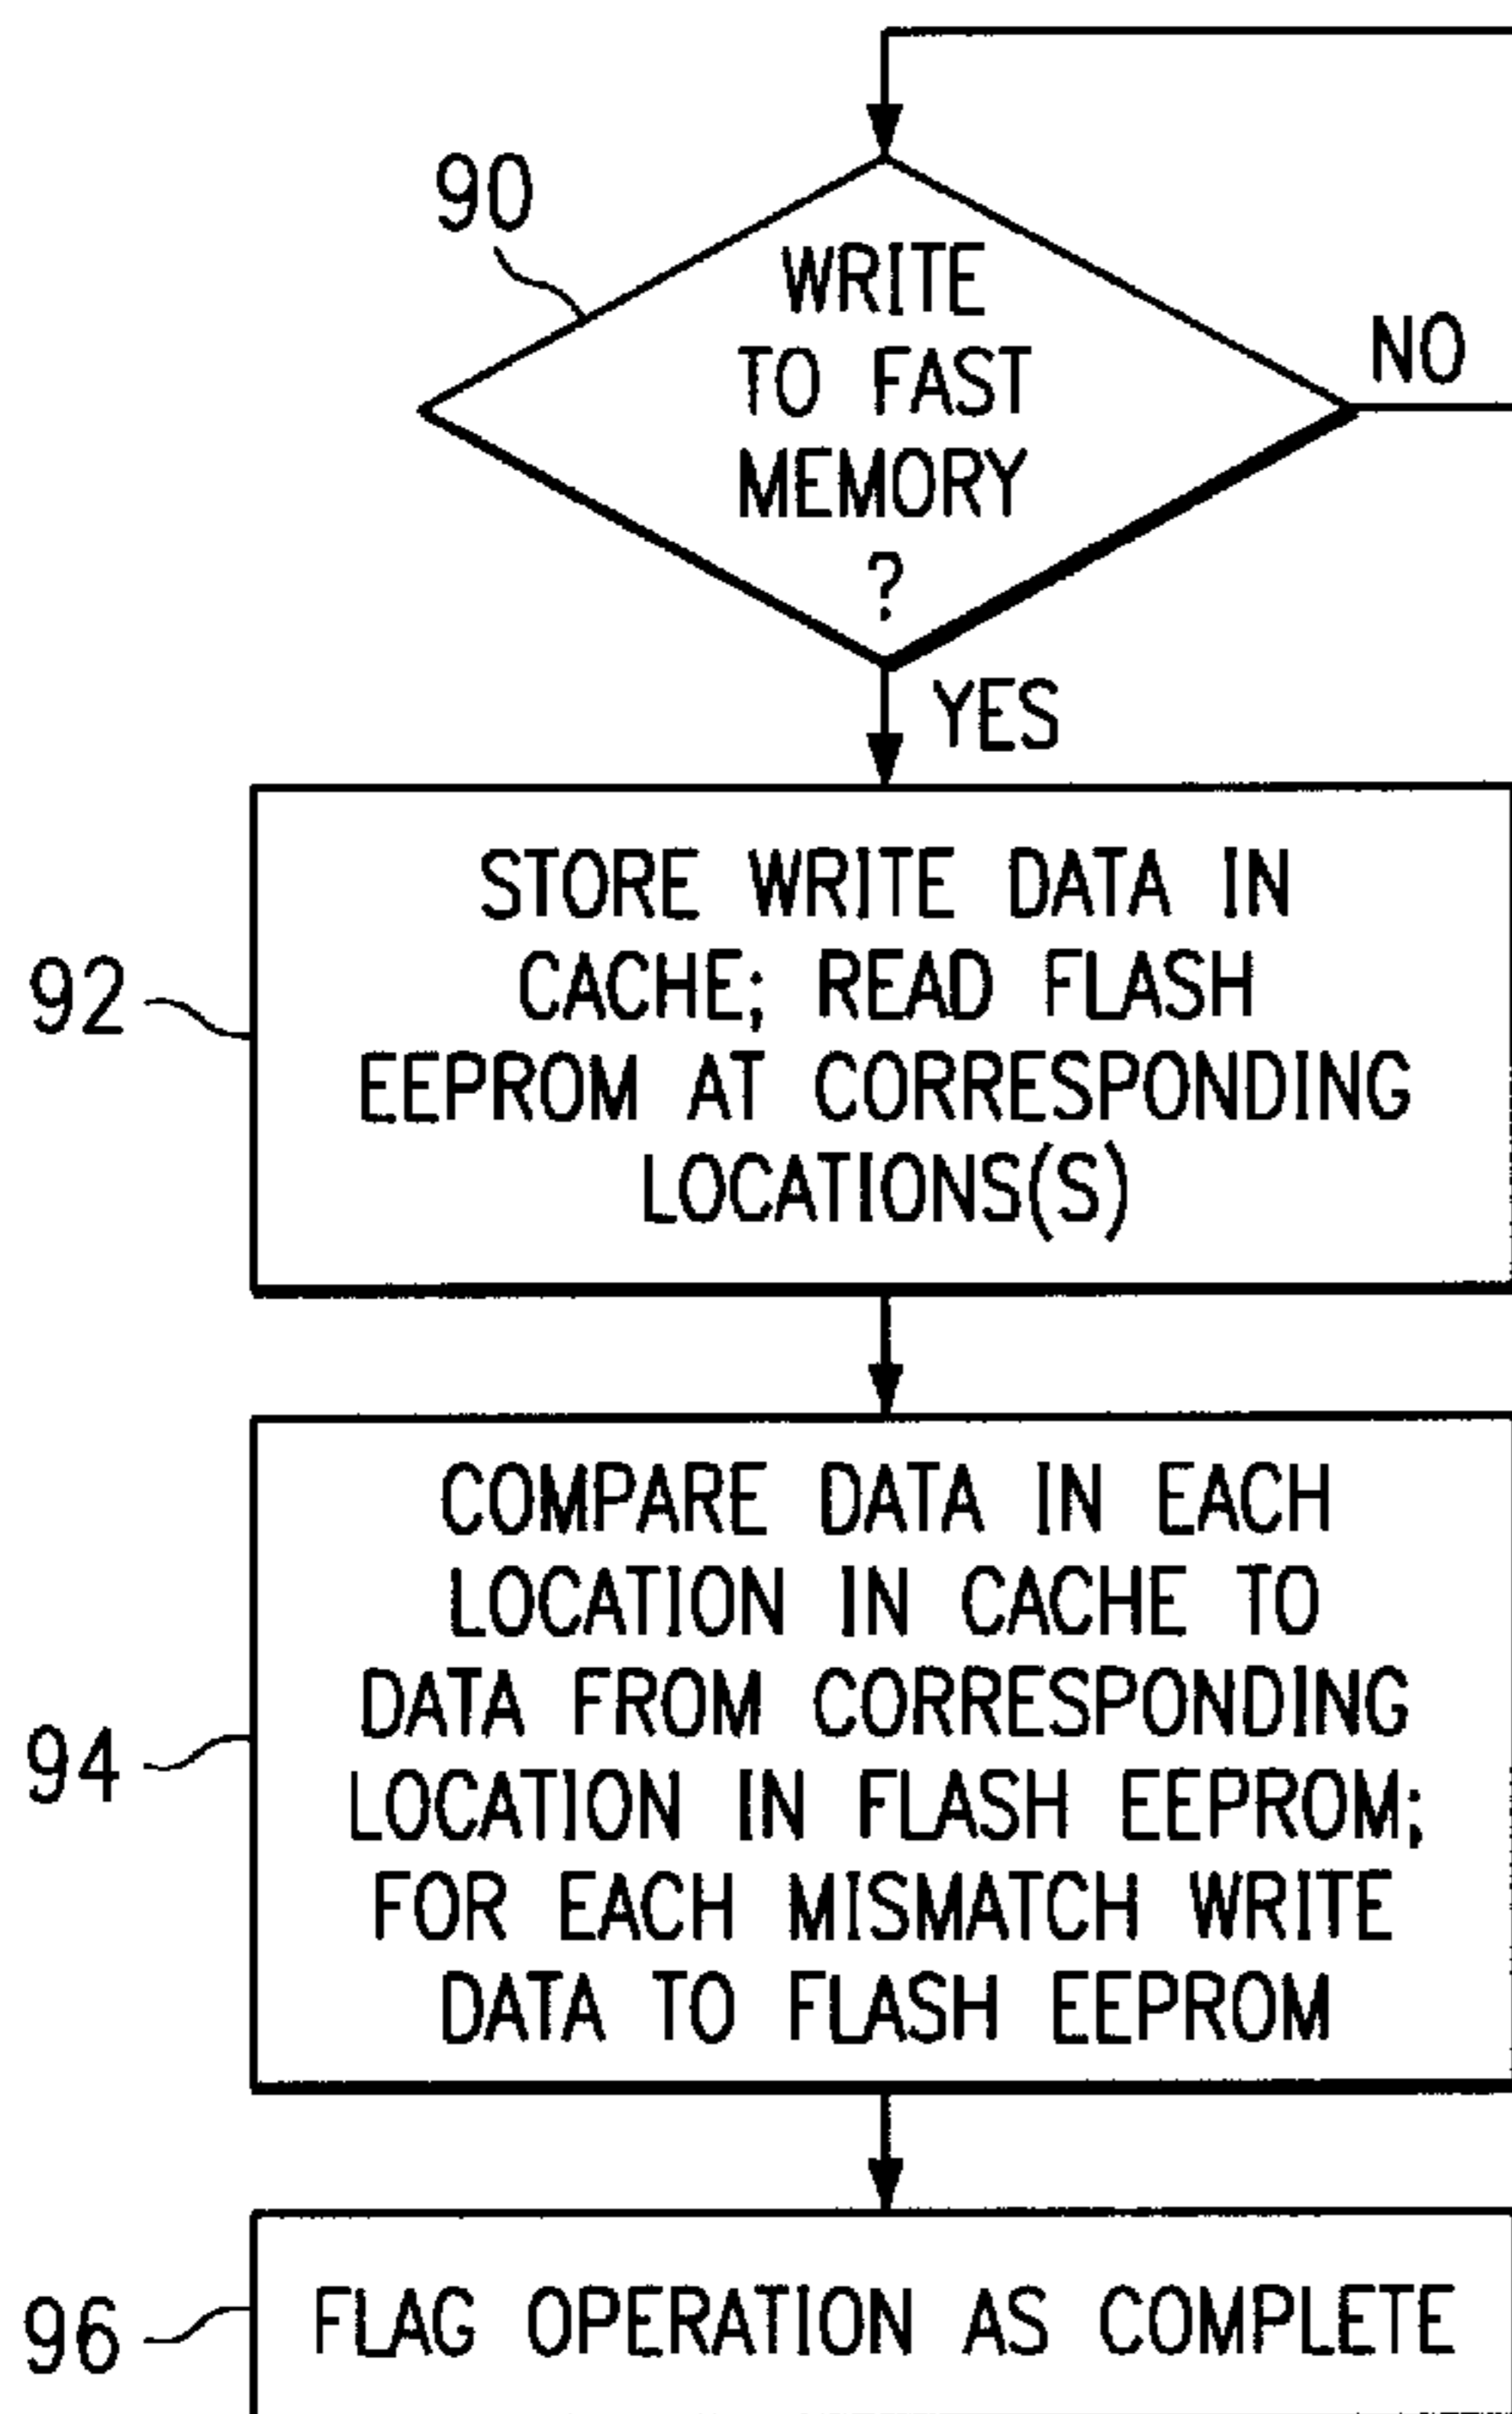 90
WRITE
TO FAST
MEMORY
?
NO
YES
92
STORE WRITE DATA IN
CACHE; READ FLASH
EEPROM AT CORRESPONDING
LOCATIONS(S)
94
COMPARE DATA IN EACH
LOCATION IN CACHE TO
DATA FROM CORRESPONDING
LOCATION IN FLASH EEPROM;
FOR EACH MISMATCH WRITE
DATA TO FLASH EEPROM
96
FLAG OPERATION AS COMPLETE